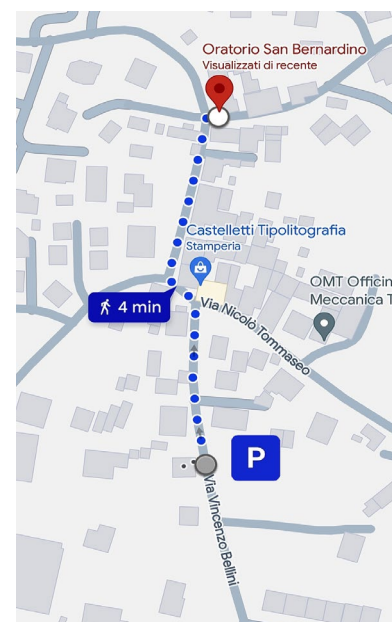 Oratorio San Bernardino
Visualizzati di recente
Castelletti Tipolitografia
Stamperia
OMT Officin
Meccanica T
4 min
Via Nicolò Tommaseo
P
Via Vincenzo Bellini